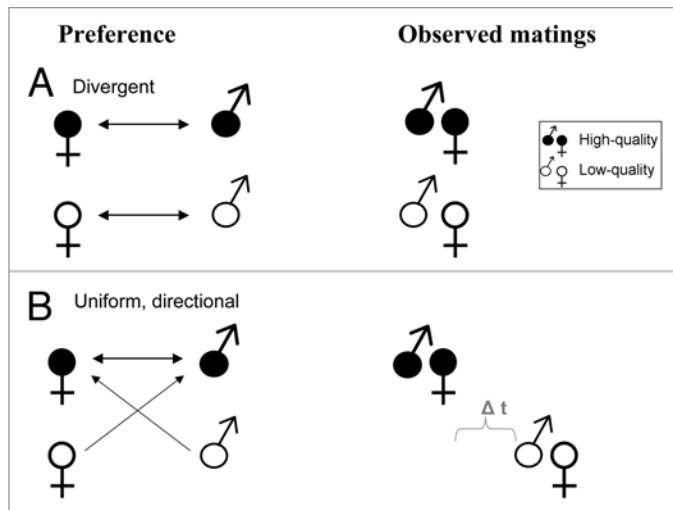 Preference
Observed matings
A Divergent
High-quality
Low-quality
B Uniform, directional
Δ t